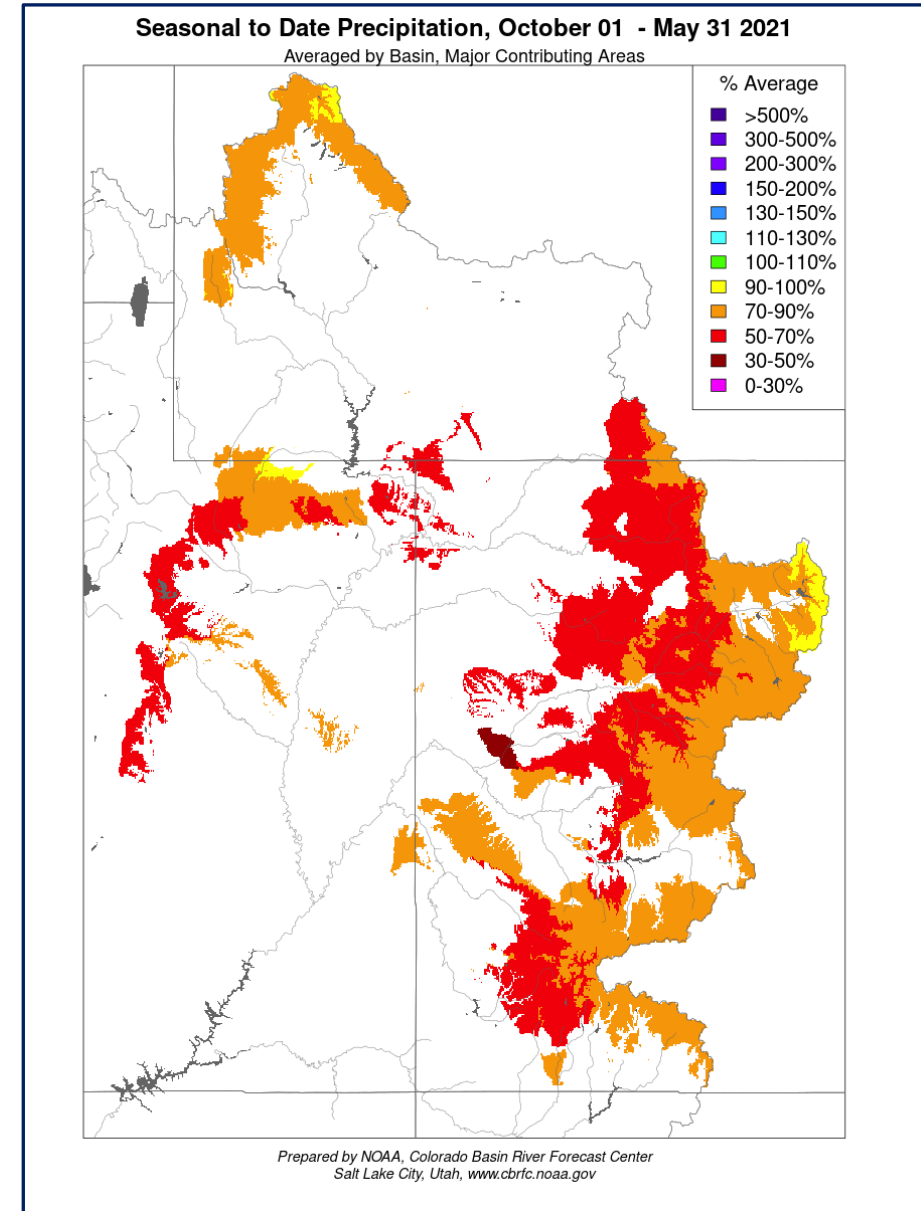 Seasonal to Date Precipitation, October 01 - May 31 2021
Averaged by Basin, Major Contributing Areas
% Average
>500%
300-500%
200-300%
150-200%
130-150%
110-130%
100-110%
90-100%
70-90%
50-70%
30-50%
0-30%
Prepared by NOAA, Colorado Basin River Forecast Center
Salt Lake City, Utah, www.cbrfc.noaa.gov